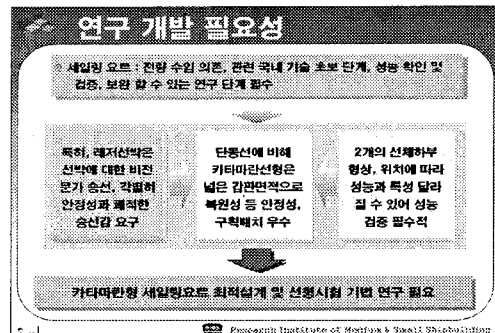 연구 개발 필요성
세일링 요트 : 전량 수입 의존, 관련 국내 기술 초보 단계, 성능 확인 및
검증, 보완 할 수 있는 연구 단계 필수
특히, 레저선박은
선박에 대한 비전
문가 승선, 각별히
안정성과 쾌적한
승선감 요구
단동선에 비해
카타마란선형은
넓은 갑판면적으로
복원성 등 안정성,
구획배치 우수
2개의 선체하부
형상, 위치에 따라
성능과 특성 달라
질 수 있어 성능
검증 필수적
카타마란형 세일링요트 최적설계 및 선형시험 기법 연구 필요
Research Institute of Medium & Small Shipbuilding